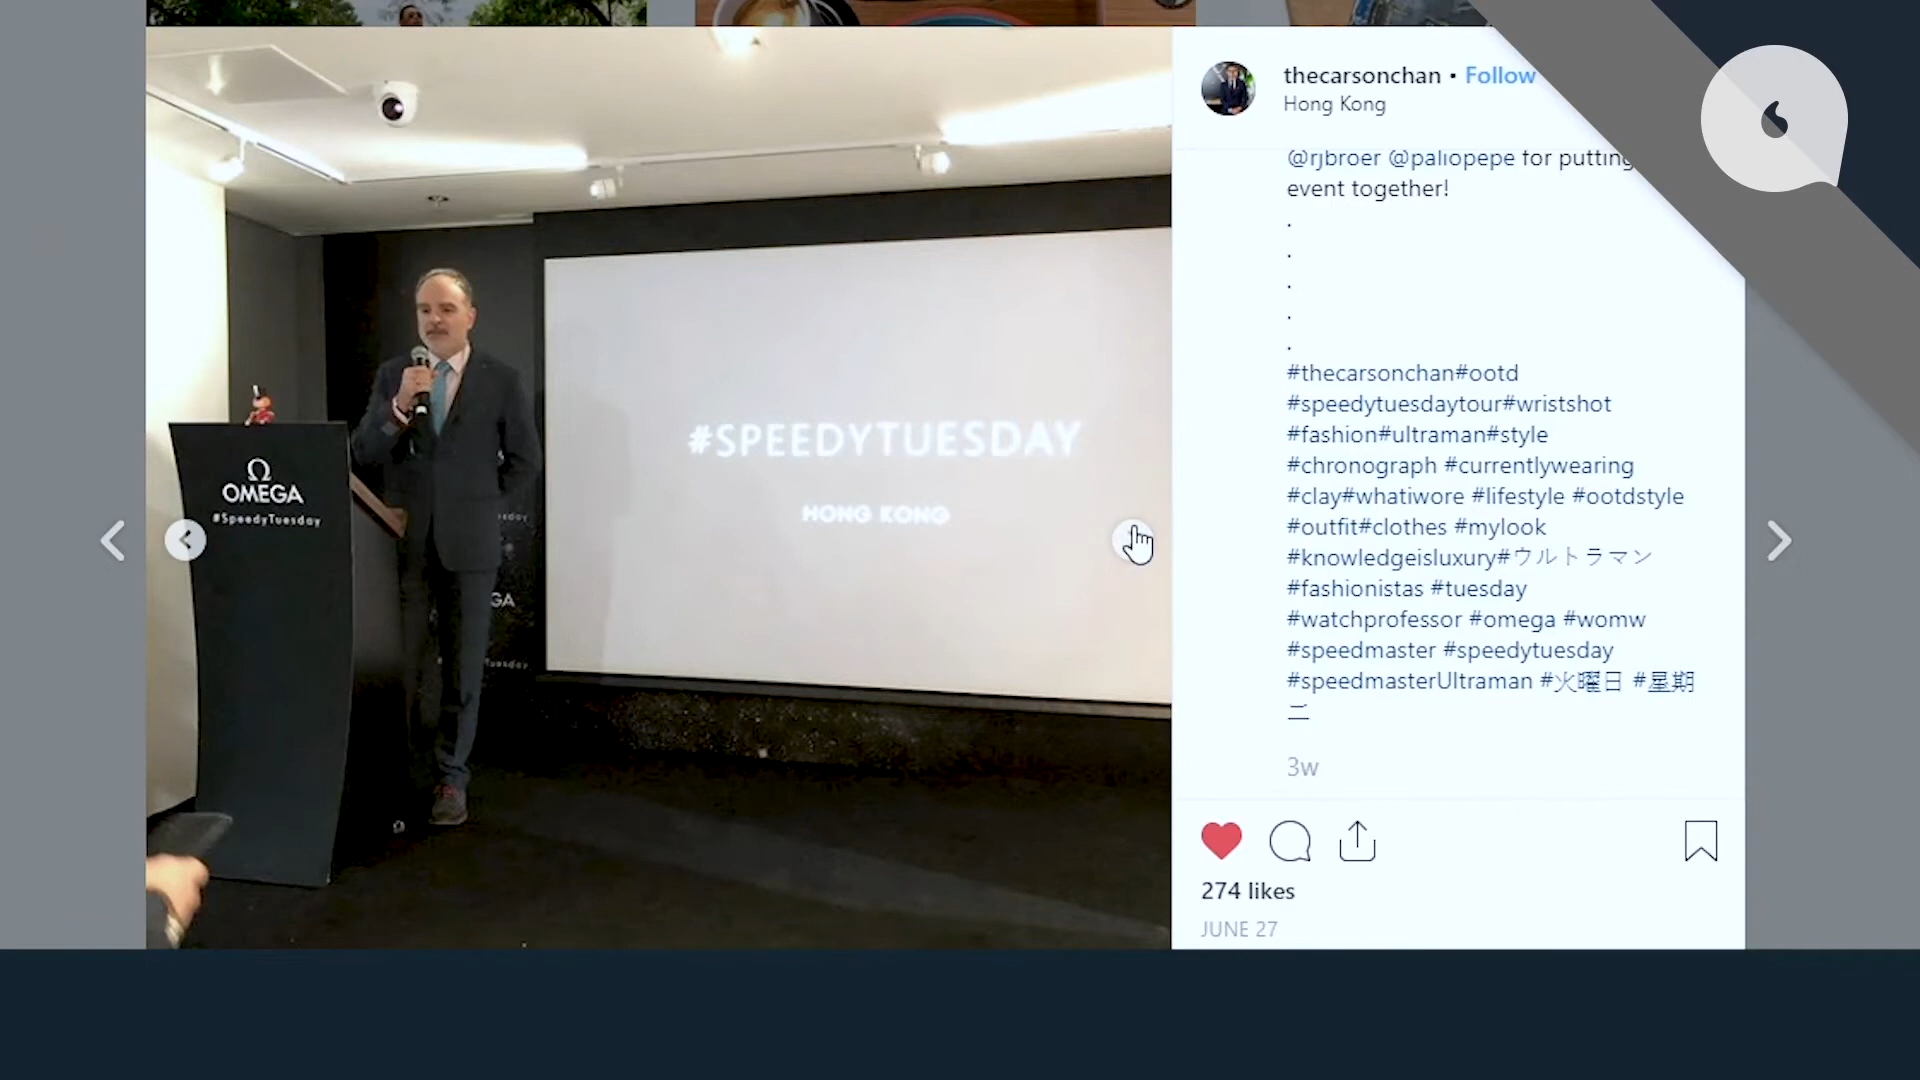 thecarsonchan • Follow
Hong Kong
@rjbroer @paliopepe for putting
event together!
.
.
.
.
.
#thecarsonchan#ootd
#speedytuesdaytour#wristshot
#fashion#ultraman#style
#chronograph #currentlywearing
#clay#whatiwore #lifestyle #ootdstyle
#outfit#clothes #mylook
#knowledgeisluxury#ウルトラマン
#fashionistas #tuesday
#watchprofessor #omega #womw
#speedmaster #speedytuesday
#speedmasterUltraman #火曜日 #星期
二
3w
274 likes
JUNE 27
#SPEEDYTUESDAY
HONG KONG
Ω
OMEGA
#SpeedyTuesday
GA
Tuesday